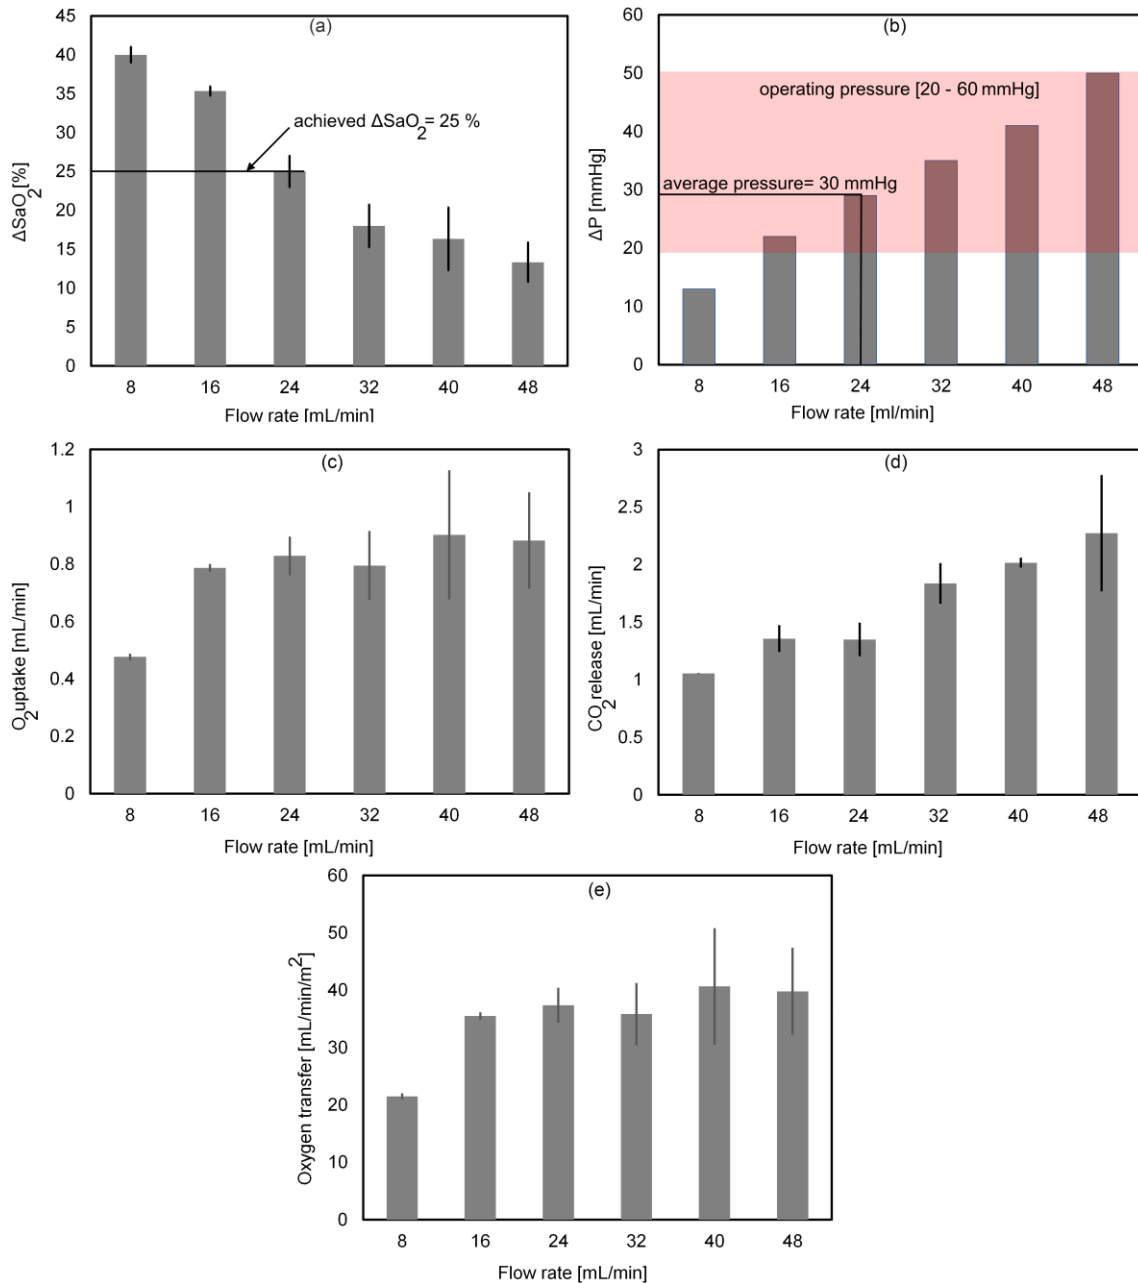 (a)
45
40
35
30
25
20
15
10
5
0
ΔSaO2[%]
achieved ΔSaO2= 25 %
8 16 24 32 40 48
Flow rate [mL/min]
(b)
60
50
40
30
20
10
0
ΔP [mmHg]
operating pressure [20 - 60 mmHg]
average pressure= 30 mmHg
8 16 24 32 40 48
Flow rate [ml/min]
(c)
1.2
1
0.8
0.6
0.4
0.2
0
O2uptake [mL/min]
8 16 24 32 40 48
Flow rate [mL/min]
(d)
3
2.5
2
1.5
1
0.5
0
CO2release [mL/min]
8 16 24 32 40 48
Flow rate [mL/min]
(e)
60
50
40
30
20
10
0
Oxygen transfer [mL/min/m2]
8 16 24 32 40 48
Flow rate [mL/min]